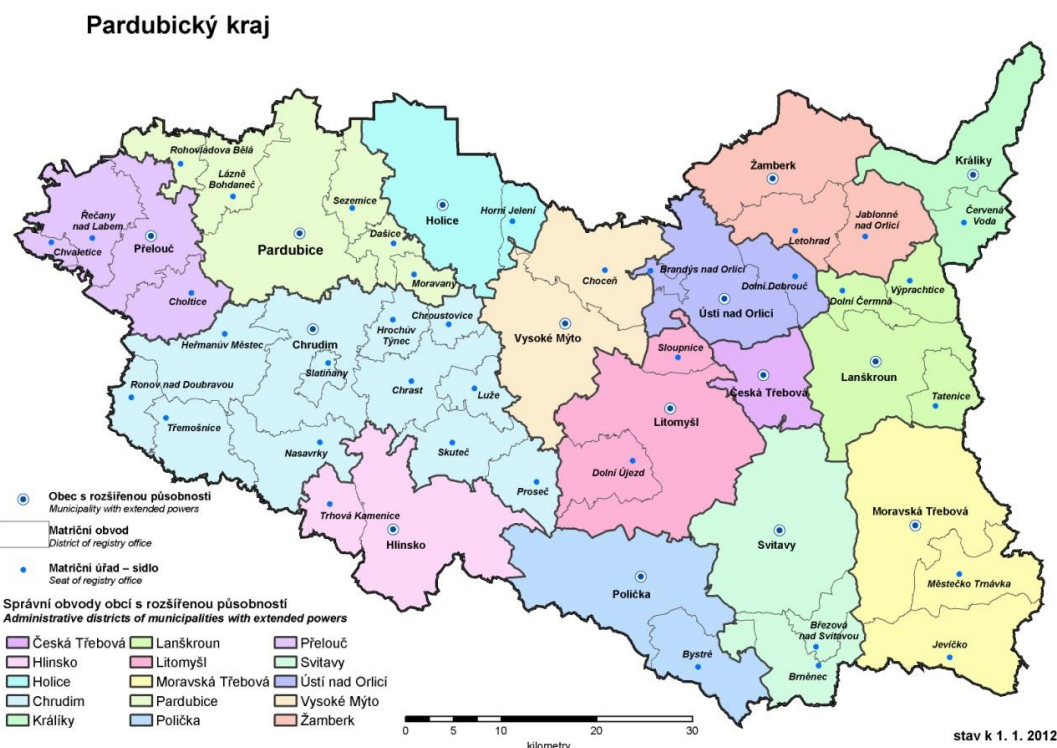 Pardubický kraj
Rohovládova Bělá
Lázně
Bohdaneč
Řečany
nad Labem
Chvaletice
Přelouč
Choltice
Pardubice
Sezemice
Dašice
Moravany
Holice
Horní Jelení
Žamberk
Letohrad
Jablonné
nad Orlicí
Králíky
Červená
Voda
Choceň
Vysoké Mýto
Brandýs nad Orlicí
Dolní Dobrouč
Ústí nad Orlicí
Dolní Čermná
Výprachtice
Lanškroun
Tatenice
Heřmanův Městec
Chrudim
Slatiňany
Hrochův
Týnec
Chroustovice
Chrast
Luže
Ronov nad Doubravou
Třemošnice
Nasavrky
Skuteč
Proseč
Sloupnice
Česká Třebová
Litomyšl
Dolní Újezd
Trhová Kamenice
Hlinsko
Svitavy
Moravská Třebová
Městečko Trnávka
Jevíčko
Polička
Bystré
Březová
nad Svitavou
Brněnec
Obec s rozšířenou působností
Municipality with extended powers
Matriční obvod
District of registry office
Matriční úřad – sídlo
Seat of registry office
Správní obvody obcí s rozšířenou působností
Administrative districts of municipalities with extended powers
Česká Třebová
Hlinsko
Holice
Chrudim
Králíky
Lanškroun
Litomyšl
Moravská Třebová
Pardubice
Polička
Přelouč
Svitavy
Ústí nad Orlicí
Vysoké Mýto
Žamberk
0 5 10 20 30
kilometry
stav k 1. 1. 2012